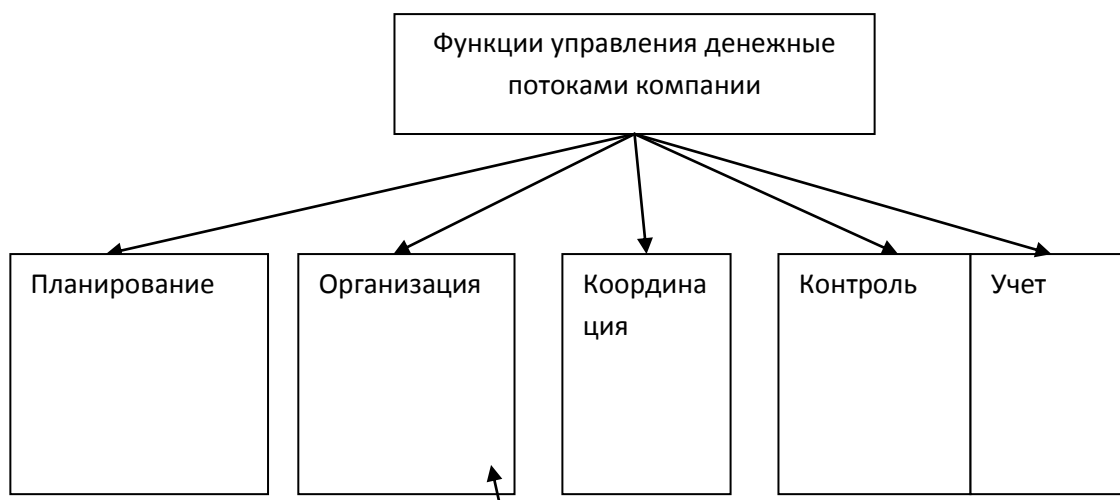 Функции управления денежные
потоками компании
Планирование
Организация
Координа
ция
Контроль
Учет